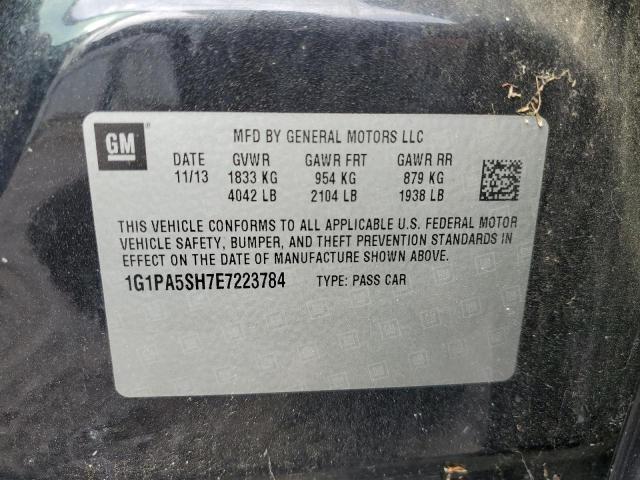 GM
MFD BY GENERAL MOTORS LLC
DATE GVWR GAWR FRT GAWR RR
11/13 1833 KG 954 KG 879 KG
4042 LB 2104 LB 1938 LB
THIS VEHICLE CONFORMS TO ALL APPLICABLE U.S. FEDERAL MOTOR
VEHICLE SAFETY, BUMPER, AND THEFT PREVENTION STANDARDS IN
EFFECT ON THE DATE OF MANUFACTURE SHOWN ABOVE.
1G1PA5SH7E7223784 TYPE: PASS CAR